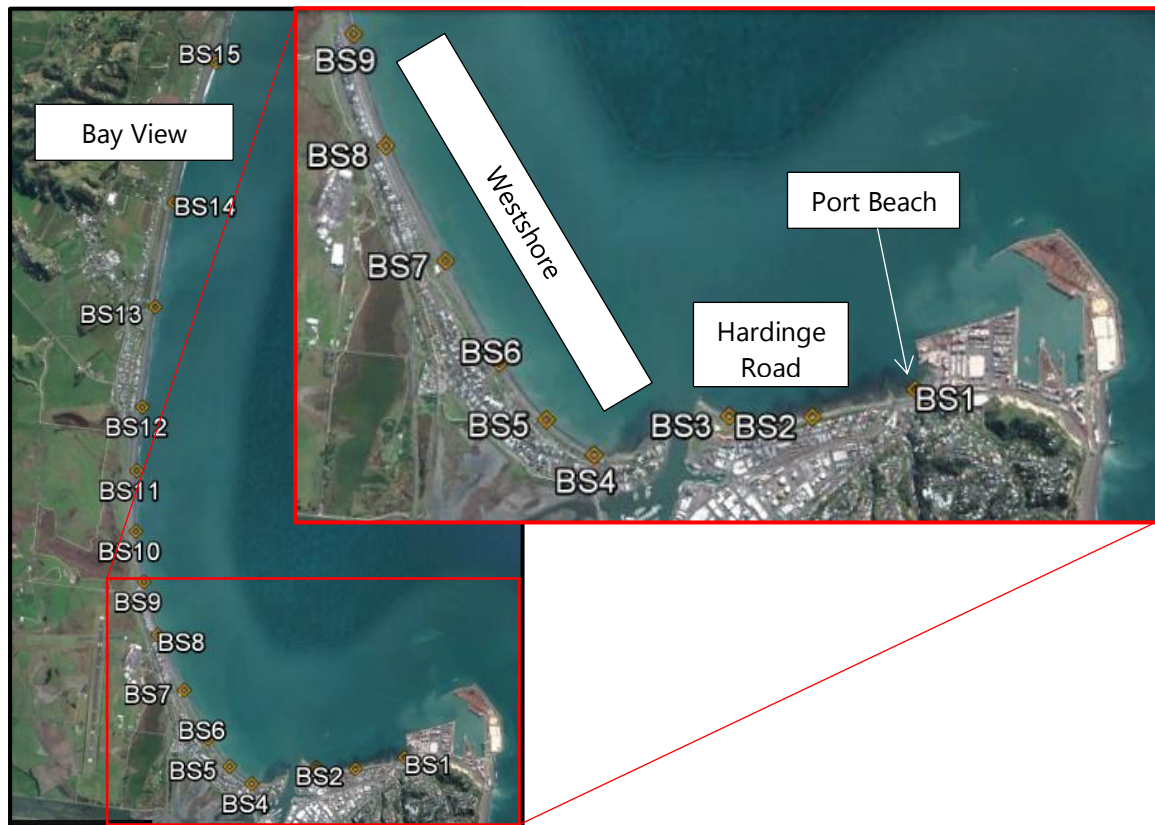 BS15
Bay View
BS14
BS13
BS12
BS11
BS10
BS9
BS8
BS7
BS6
BS5
BS4
BS2
BS1
BS9
BS8
Westshore
Port Beach
BS7
Hardinge
Road
BS6
BS1
BS5
BS3
BS2
BS4